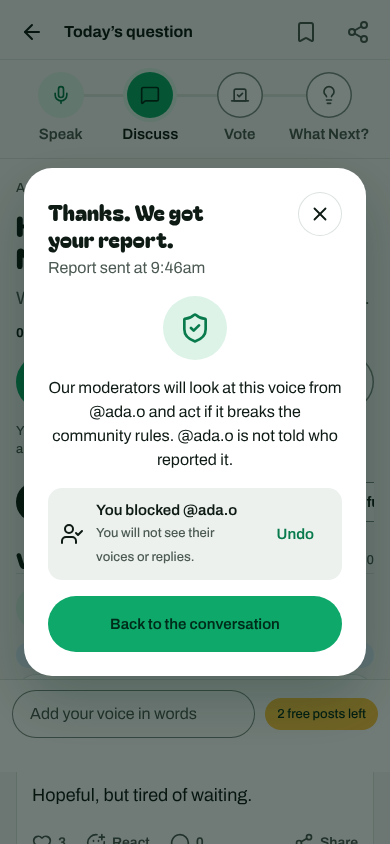 Today's question
Speak
Discuss
Vote
What Next?
Thanks. We got
your report.
Report sent at 9:46am
Our moderators will look at this voice from
@ada.o and act if it breaks the
community rules. @ada.o is not told who
reported it.
You blocked @ada.o
You will not see their
voices or replies.
Undo
Back to the conversation
Add your voice in words
2 free posts left
Hopeful, but tired of waiting.
3
React
0
Share